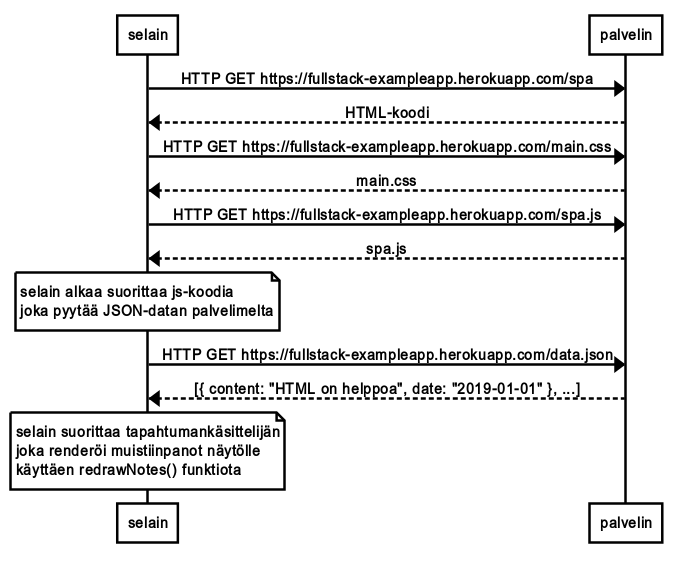 selain palvelin
HTTP GET https://fullstack-exampleapp.herokuapp.com/spa
HTML-koodi
HTTP GET https://fullstack-exampleapp.herokuapp.com/main.css
main.css
HTTP GET https://fullstack-exampleapp.herokuapp.com/spa.js
spa.js
selain alkaa suorittaa js-koodia
joka pyytää JSON-datan palvelimelta
HTTP GET https://fullstack-exampleapp.herokuapp.com/data.json
[{ content: "HTML on helppoa", date: "2019-01-01" }, ...]
selain suorittaa tapahtumankäsittelijän
joka renderöi muistiinpanot näytölle
käyttäen redrawNotes() funktiota
selain palvelin